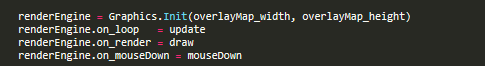 renderEngine = Graphics.Init(overlayMap_width, overlayMap_height)
renderEngine.on_loop   = update
renderEngine.on_render = draw
renderEngine.on_mouseDown = mouseDown